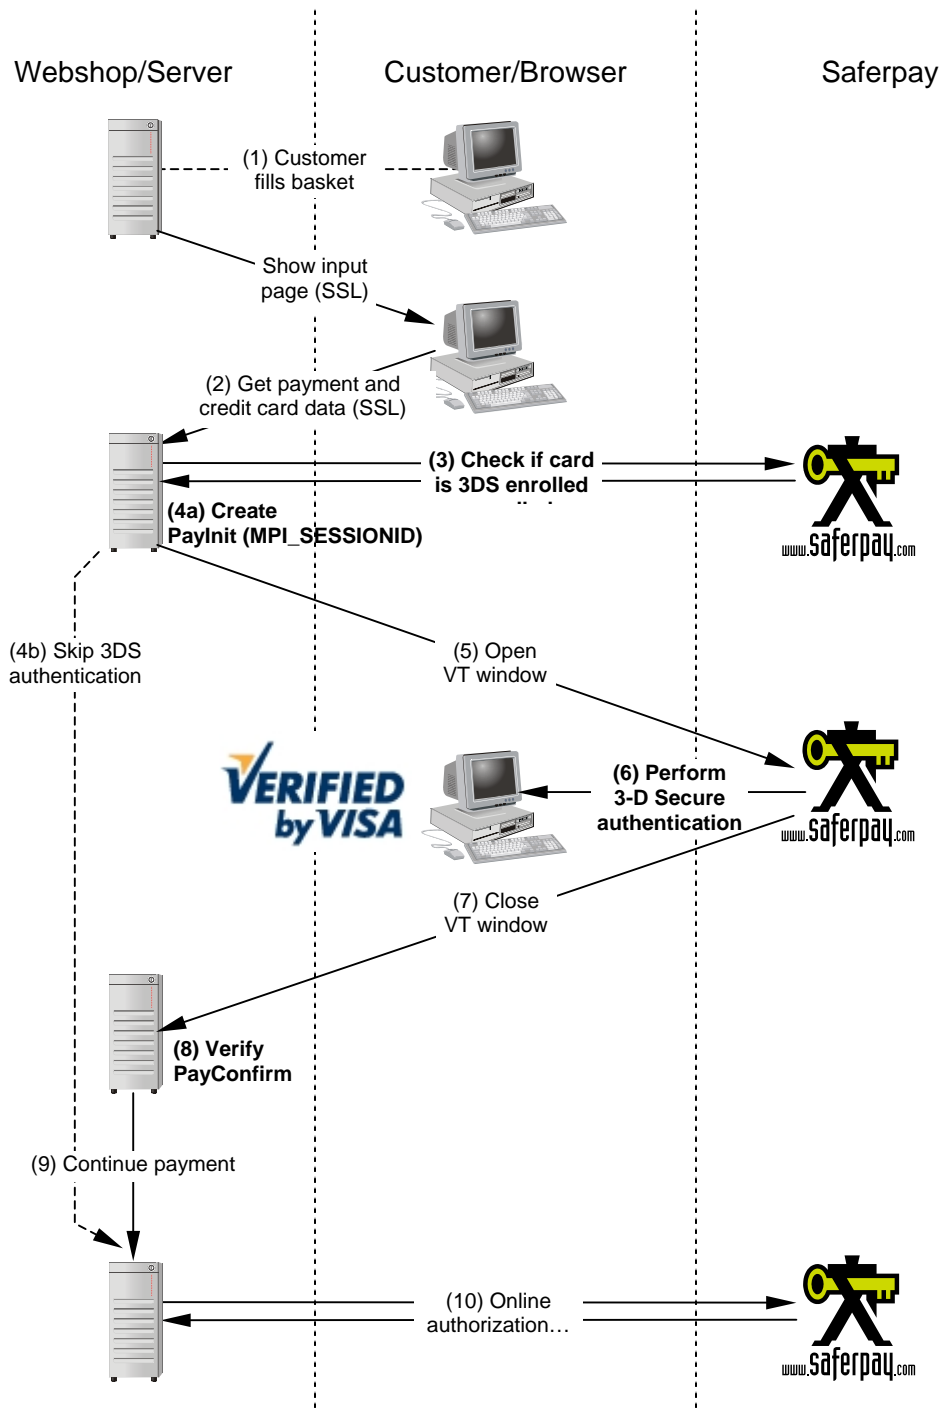 Webshop/Server
Customer/Browser
Saferpay
(1) Customer
fills basket
Show input
page (SSL)
(2) Get payment and
credit card data (SSL)
(3) Check if card
is 3DS enrolled
(4a) Create
PayInit (MPI_SESSIONID)
www.saferpay.com
(4b) Skip 3DS
authentication
(5) Open
VT window
VERIFIED
by VISA
(6) Perform
3-D Secure
authentication
www.saferpay.com
(7) Close
VT window
(8) Verify
PayConfirm
(9) Continue payment
(10) Online
authorization…
www.saferpay.com